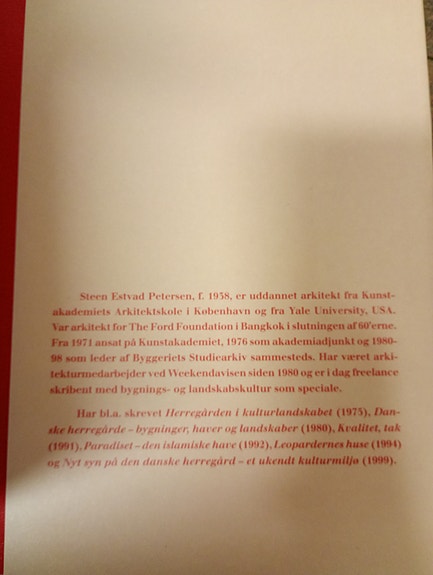 Steen Estvad Petersen, f. 1938, er uddannet arkitekt fra Kunst-
akademiets Arkitektskole i København og fra Yale University, USA.
Var arkitekt for The Ford Foundation i Bangkok i slutningen af 60'erne.
Fra 1971 ansat på Kunstakademiet, 1976 som akademiadjunkt og 1980-
98 som leder af Byggeriets Studiearkiv sammesteds. Har været arki-
tekturmedarbejder ved Weekendavisen siden 1980 og er i dag freelance
skribent med bygnings- og landskabskultur som speciale.
Har bl.a. skrevet Herregården i kulturlandskabet (1975), Dan-
ske herregårde – bygninger, haver og landskaber (1980), Kvalitet, tak
(1991), Paradiset – den islamiske have (1992), Leopardernes huse (1994)
og Nyt syn på den danske herregård – et ukendt kulturmiljø (1999).